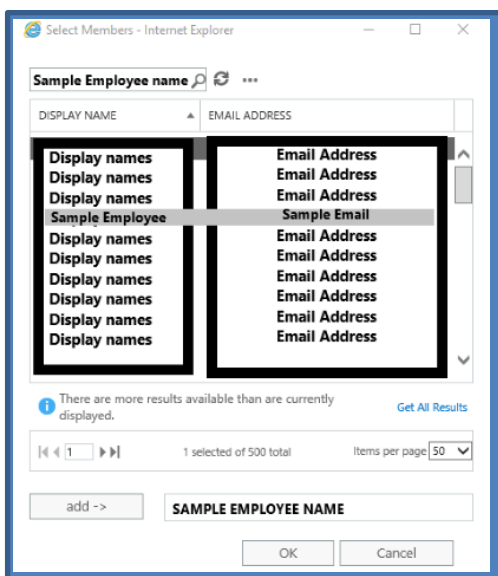 Select Members - Internet Explorer
Sample Employee name
DISPLAY NAME EMAIL ADDRESS
Display names Email Address
Display names Email Address
Display names Email Address
Sample Employee Sample Email
Display names Email Address
Display names Email Address
Display names Email Address
Display names Email Address
Display names Email Address
Display names Email Address
There are more results available than are currently
displayed.
Get All Results
1 1 selected of 500 total Items per page 50
add -> SAMPLE EMPLOYEE NAME
OK Cancel